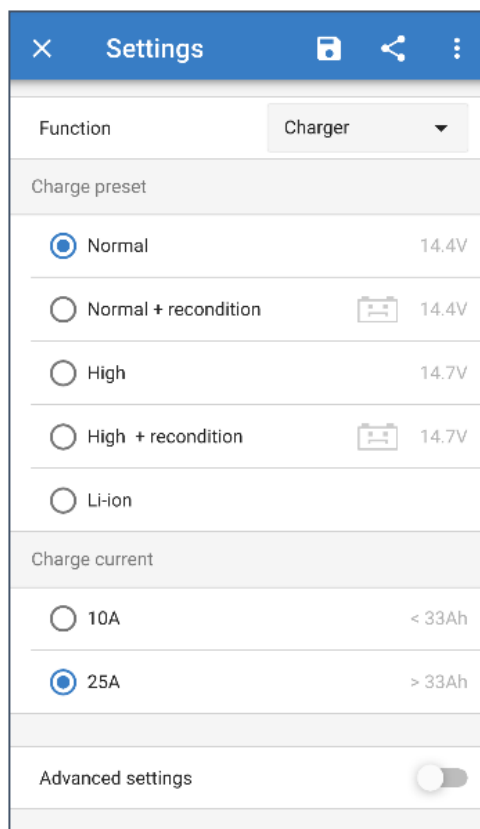 Settings
Function Charger
Charge preset
Normal 14.4V
Normal + recondition 14.4V
High 14.7V
High + recondition 14.7V
Li-ion
Charge current
10A < 33Ah
25A > 33Ah
Advanced settings